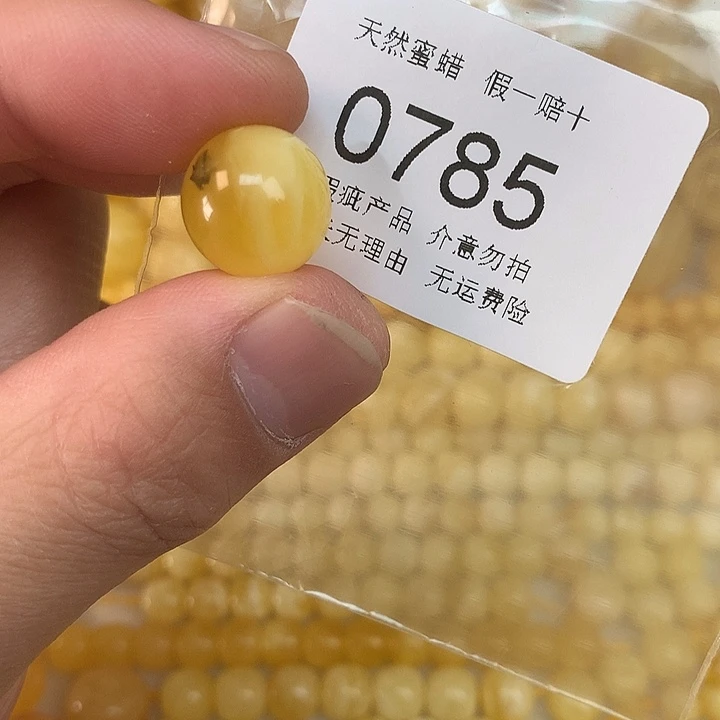 天然蜜蜡 假一赔十
0785
瑕疵产品 介意勿拍
无理由 无运费险